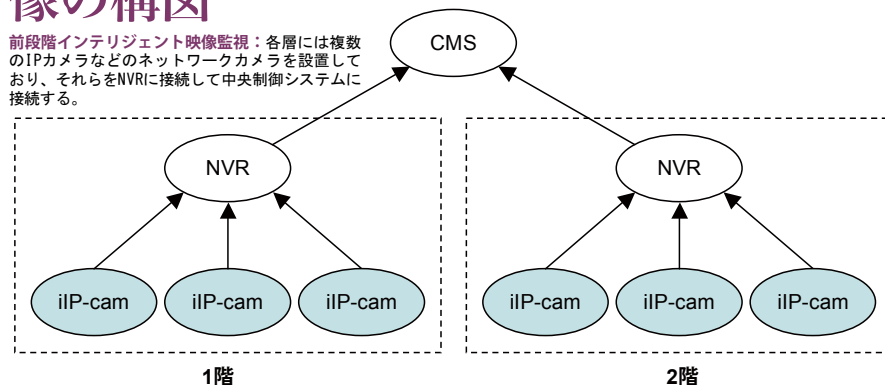 像の構図
前段階インテリジェント映像監視：各層には複数
のIPカメラなどのネットワークカメラを設置して
おり、それらをNVRに接続して中央制御システムに
接続する。
CMS
NVR
NVR
iIP-cam
iIP-cam
iIP-cam
iIP-cam
iIP-cam
iIP-cam
1階
2階